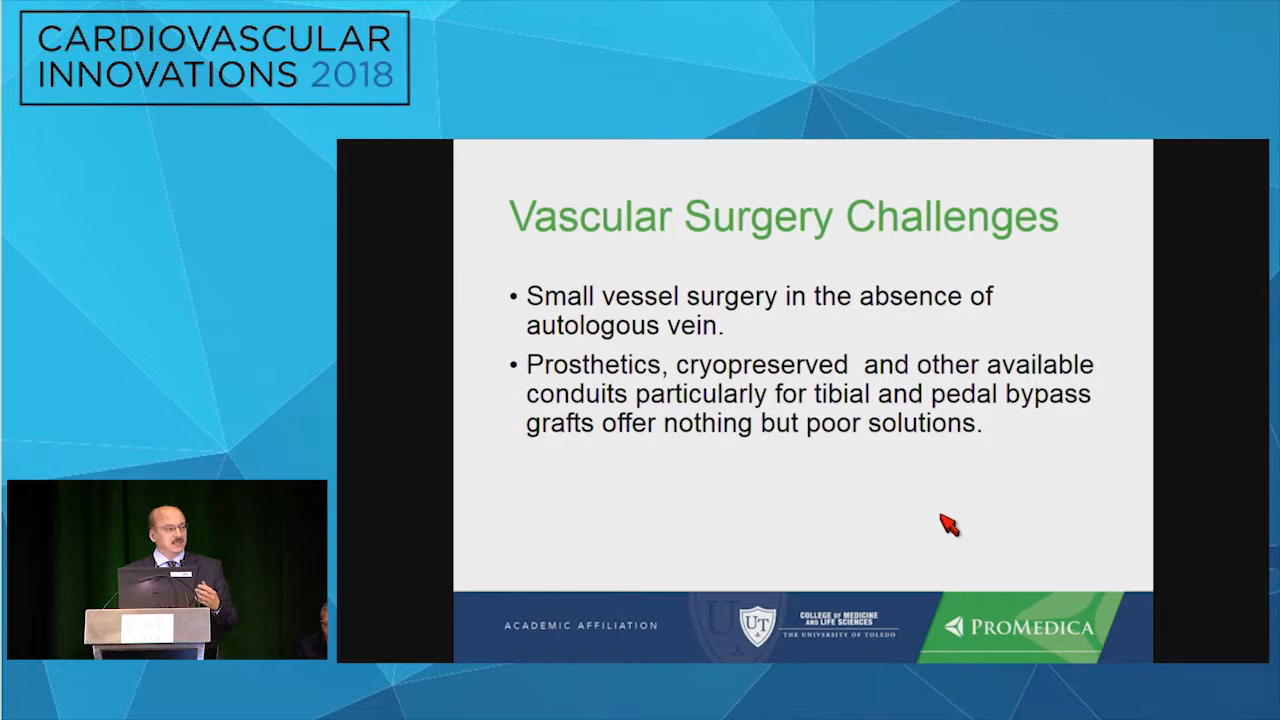 CARDIOVASCULAR
INNOVATIONS 2018
Vascular Surgery Challenges
• Small vessel surgery in the absence of
autologous vein.
• Prosthetics, cryopreserved and other available
conduits particularly for tibial and pedal bypass
grafts offer nothing but poor solutions.
ACADEMIC AFFILIATION
UT
COLLEGE OF MEDICINE
AND LIFE SCIENCES
THE UNIVERSITY OF TOLEDO
PROMEDICA